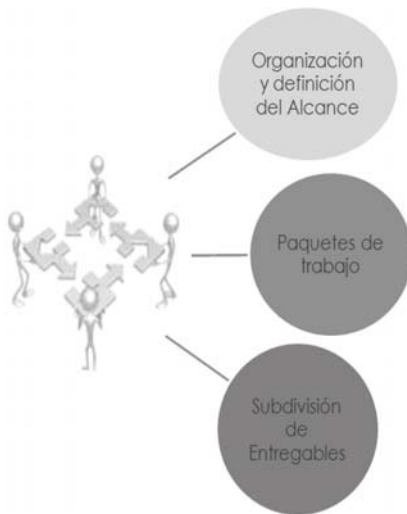 Organización
y definición
del Alcance
Paquetes de
trabajo
Subdivisión
de
Entregables